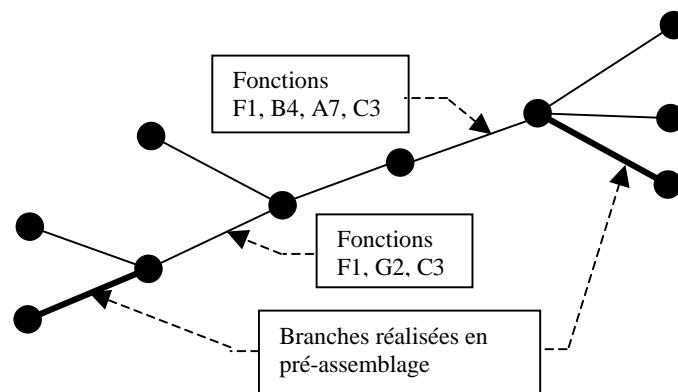 Fonctions
F1, B4, A7, C3
Fonctions
F1, G2, C3
Branches réalisées en
pré-assemblage